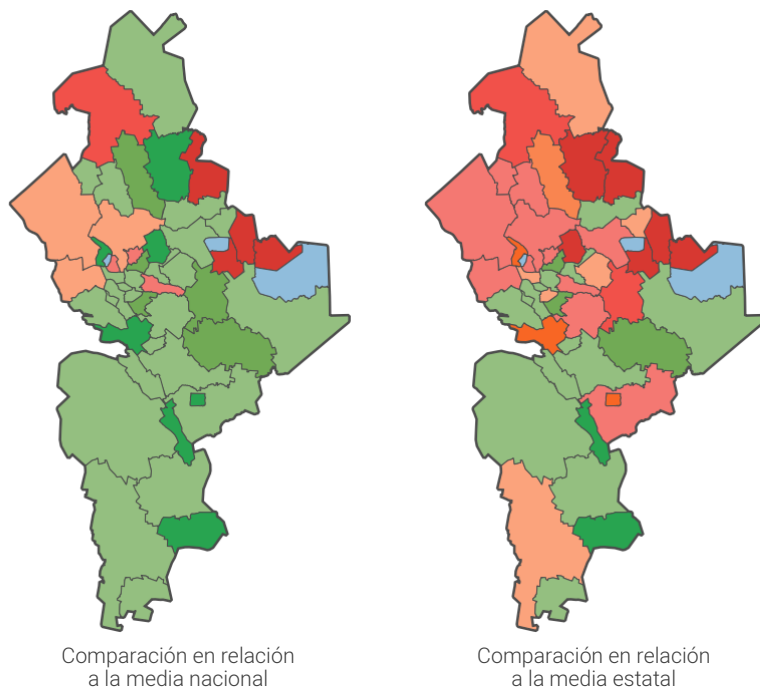 Comparación en relación
a la media nacional
Comparación en relación
a la media estatal